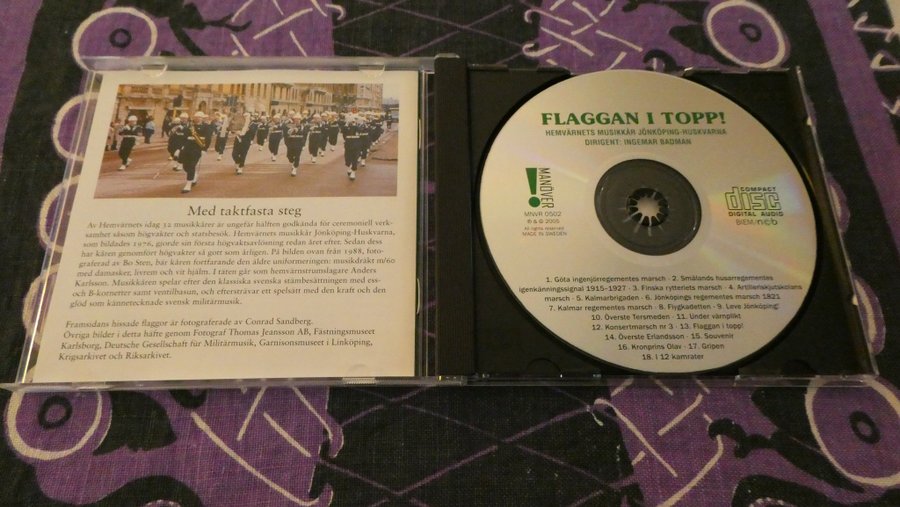 Med taktfasta steg
Av Hemvärnets idag 32 musikkårer är ungefär hälften godkända för ceremoniell verk-
samhet såsom högvakter och statsbesök. Hemvärnets musikkår Jönköping-Huskvarna,
som bildades 1976, gjorde sin första högvaktsavlösning redan året efter. Sedan dess
har kåren genomfört högvakter så gott som årligen. På bilden ovan från 1988, foto-
graferad av Bo Sten, bär kåren fortfarande den äldre uniformeringen: musikdräkt m/60
med damasker, livrem och vit hjälm. I täten går som hemvärnstrumslagare Anders
Karlsson. Musikkåren spelar efter den klassiska svenska stämbesättningen med ess-
och B-kornetter samt ventilbasun, och eftersträvar ett spelsätt med den kraft och den
glöd som kännetecknade svensk militärmusik.
Framsidans hissade flaggor är fotograferade av Conrad Sandberg.
Övriga bilder i detta häfte genom Fotograf Thomas Jeansson AB, Fästningsmuseet
Karlsborg, Deutsche Gesellschaft für Militärmusik, Garnisonsmuseet i Linköping,
Krigsarkivet och Riksarkivet.
FLAGGAN I TOPP!
HEMVÄRNETS MUSIKKÅR JÖNKÖPING-HUSKVARNA
DIRIGENT: INGEMAR BADMAN
MANÖVER
MNVR 0502
℗ & © 2005
All rights reserved
MADE IN SWEDEN
COMPACT
disc
DIGITAL AUDIO
BIEM/ncb
1. Göta ingenjörregementes marsch · 2. Smålands husarregementes
igenkänningssignal 1915-1927 · 3. Finska rytteriets marsch · 4. Artilleriskjutskolans
marsch · 5. Kalmarbrigaden · 6. Jönköpings regementes marsch 1821
7. Kalmar regementes marsch · 8. Flygkadetten · 9. Leve Jönköping!
10. Överste Tersmeden · 11. Under värnplikt
12. Konsertmarsch nr 3 · 13. Flaggan i topp!
14. Överste Erlandsson · 15. Souvenir
16. Kronprins Olav · 17. Gripen
18. I 12 kamrater